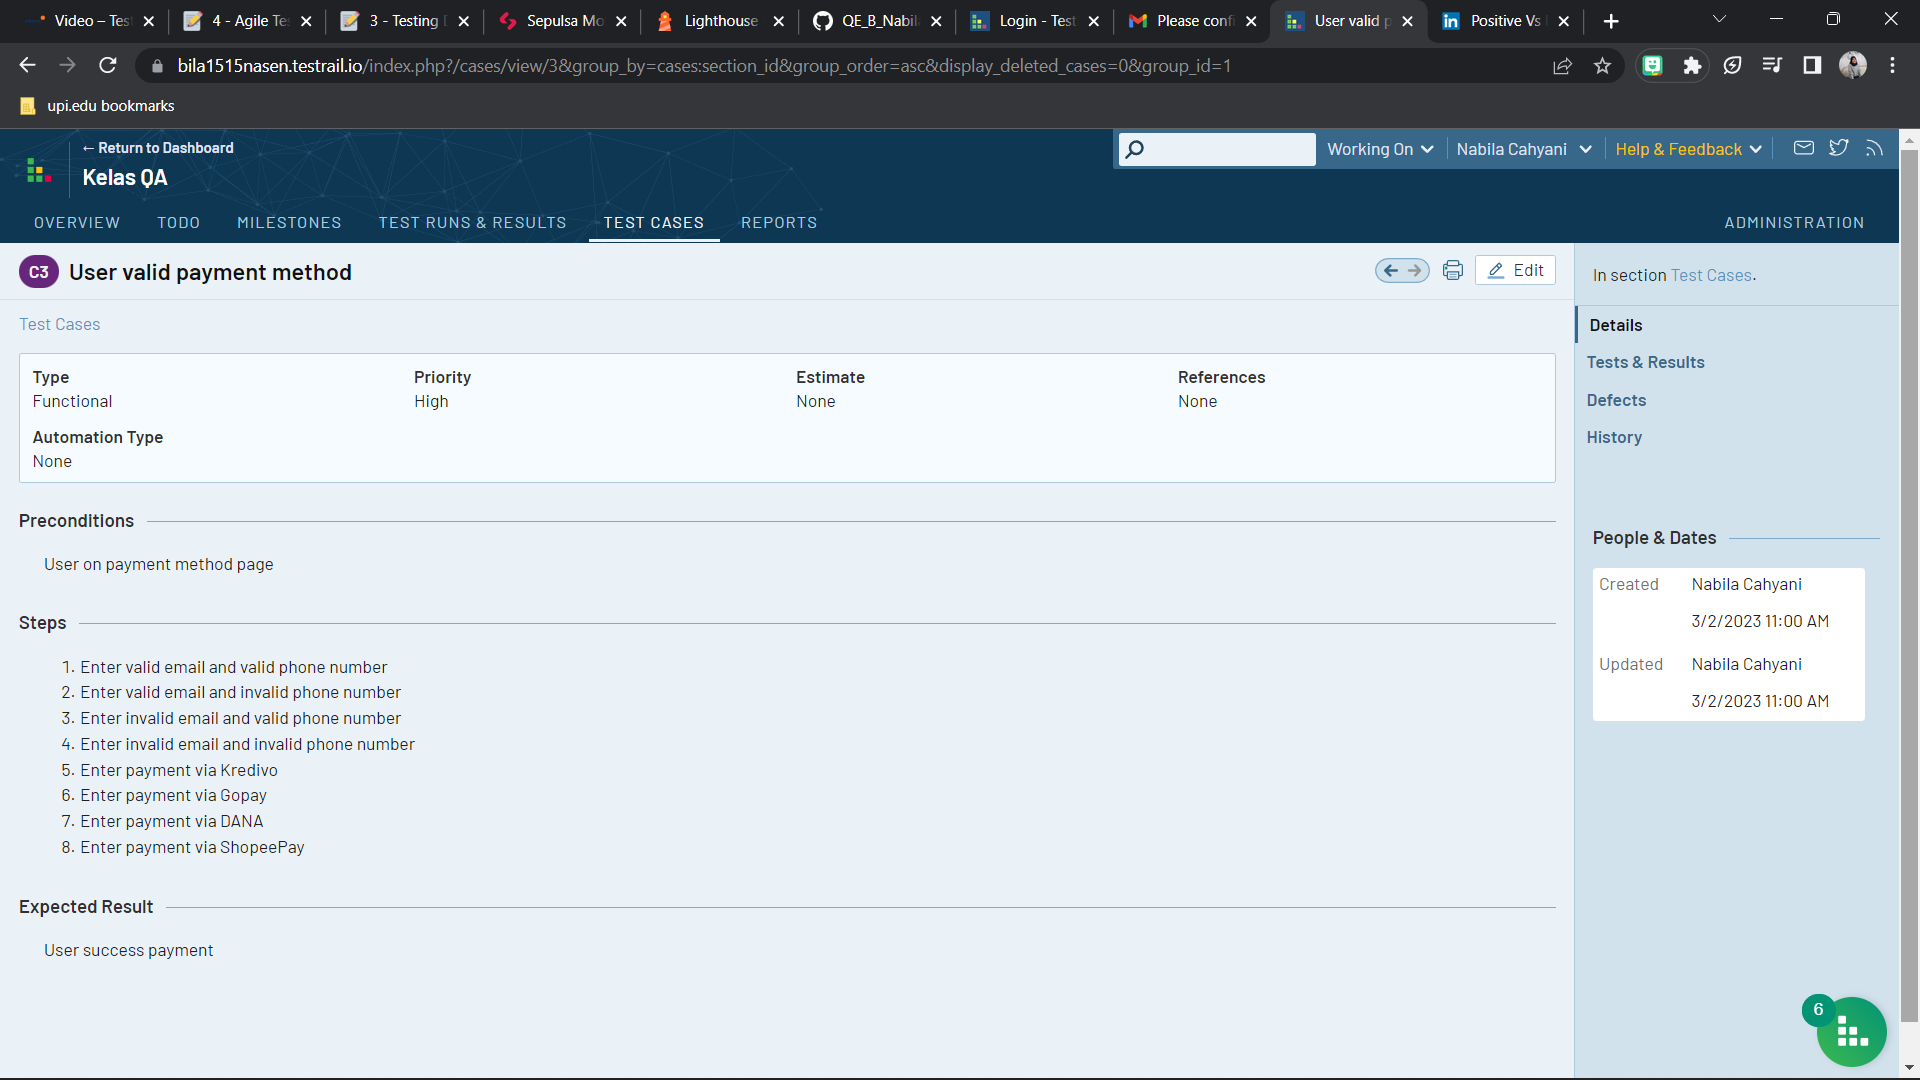 Video – Tes
4 - Agile Te
3 - Testing
Sepulsa Mo
Lighthouse
QE_B_Nabil
Login - Test
Please conf
User valid p
Positive Vs
bila1515nasen.testrail.io/index.php?/cases/view/3&group_by=cases:section_id&group_order=asc&display_deleted_cases=0&group_id=1
upi.edu bookmarks
← Return to Dashboard
Kelas QA
Working On
Nabila Cahyani
Help & Feedback
OVERVIEW
TODO
MILESTONES
TEST RUNS & RESULTS
TEST CASES
REPORTS
ADMINISTRATION
C3
User valid payment method
Edit
In section Test Cases.
Test Cases
Details
Tests & Results
Defects
History
Type
Functional
Priority
High
Estimate
None
References
None
Automation Type
None
Preconditions
User on payment method page
Steps
1. Enter valid email and valid phone number
2. Enter valid email and invalid phone number
3. Enter invalid email and valid phone number
4. Enter invalid email and invalid phone number
5. Enter payment via Kredivo
6. Enter payment via Gopay
7. Enter payment via DANA
8. Enter payment via ShopeePay
Expected Result
User success payment
People & Dates
Created Nabila Cahyani
3/2/2023 11:00 AM
Updated Nabila Cahyani
3/2/2023 11:00 AM
6